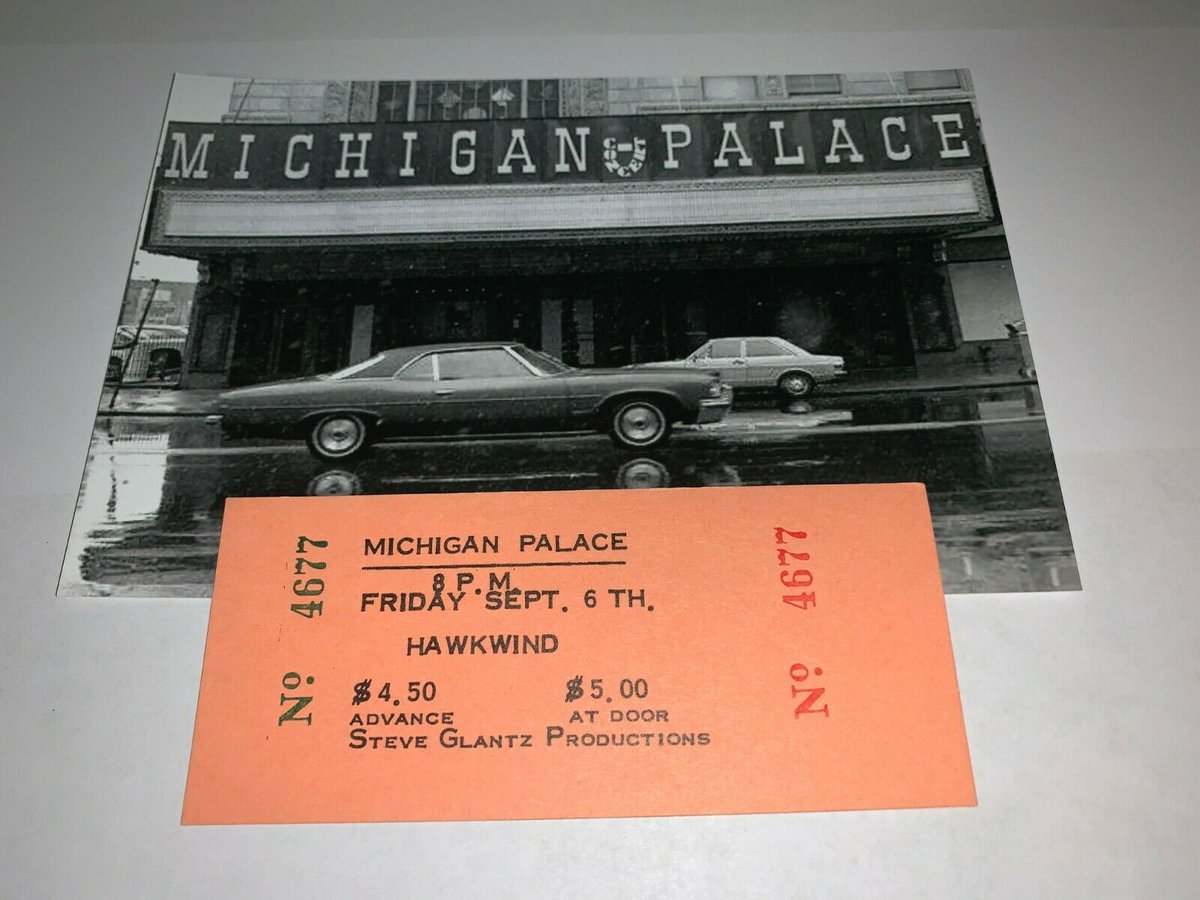 MICHIGAN CONCERT PALACE
MICHIGAN PALACE
8 P.M.
FRIDAY SEPT. 6 TH.
HAWKWIND
$4.50 $5.00
ADVANCE AT DOOR
STEVE GLANTZ PRODUCTIONS
No. 4677
No. 4677